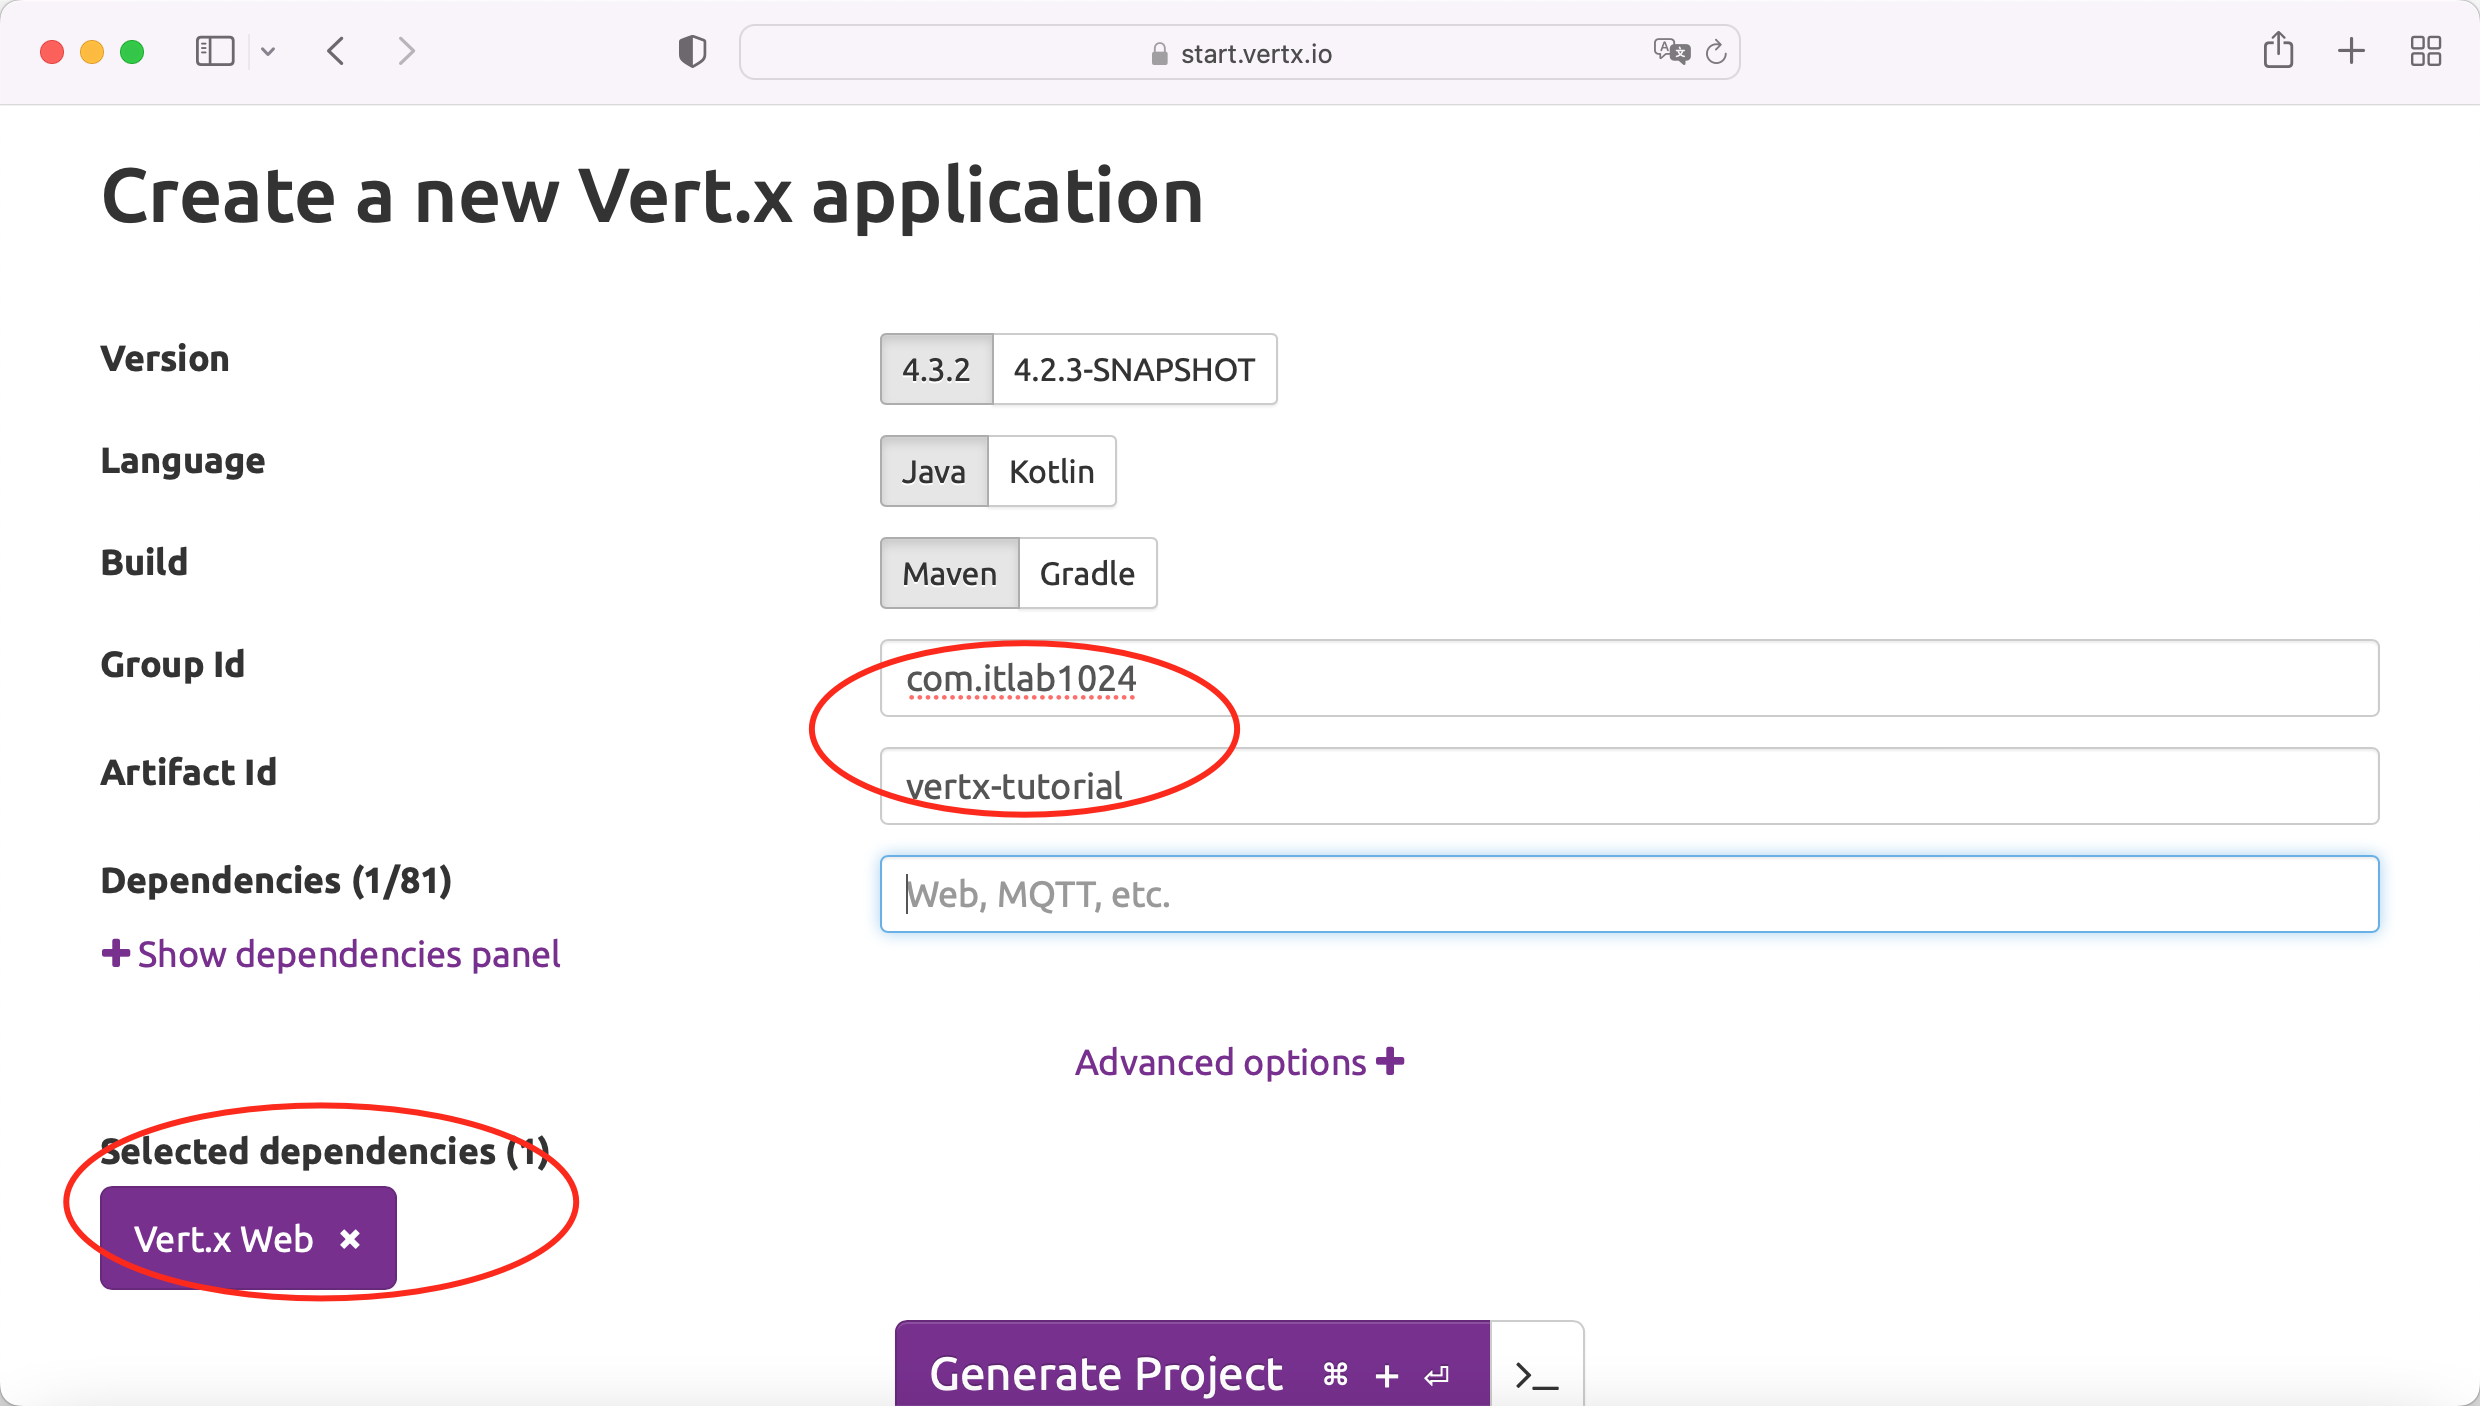 start.vertx.io
Create a new Vert.x application
Version
4.3.2 4.2.3-SNAPSHOT
Language
Java Kotlin
Build
Maven Gradle
Group Id
com.itlab1024
Artifact Id
vertx-tutorial
Dependencies (1/81)
Web, MQTT, etc.
Show dependencies panel
Advanced options
Selected dependencies (1)
Vert.x Web
Generate Project ⌘ + ⏎
>_